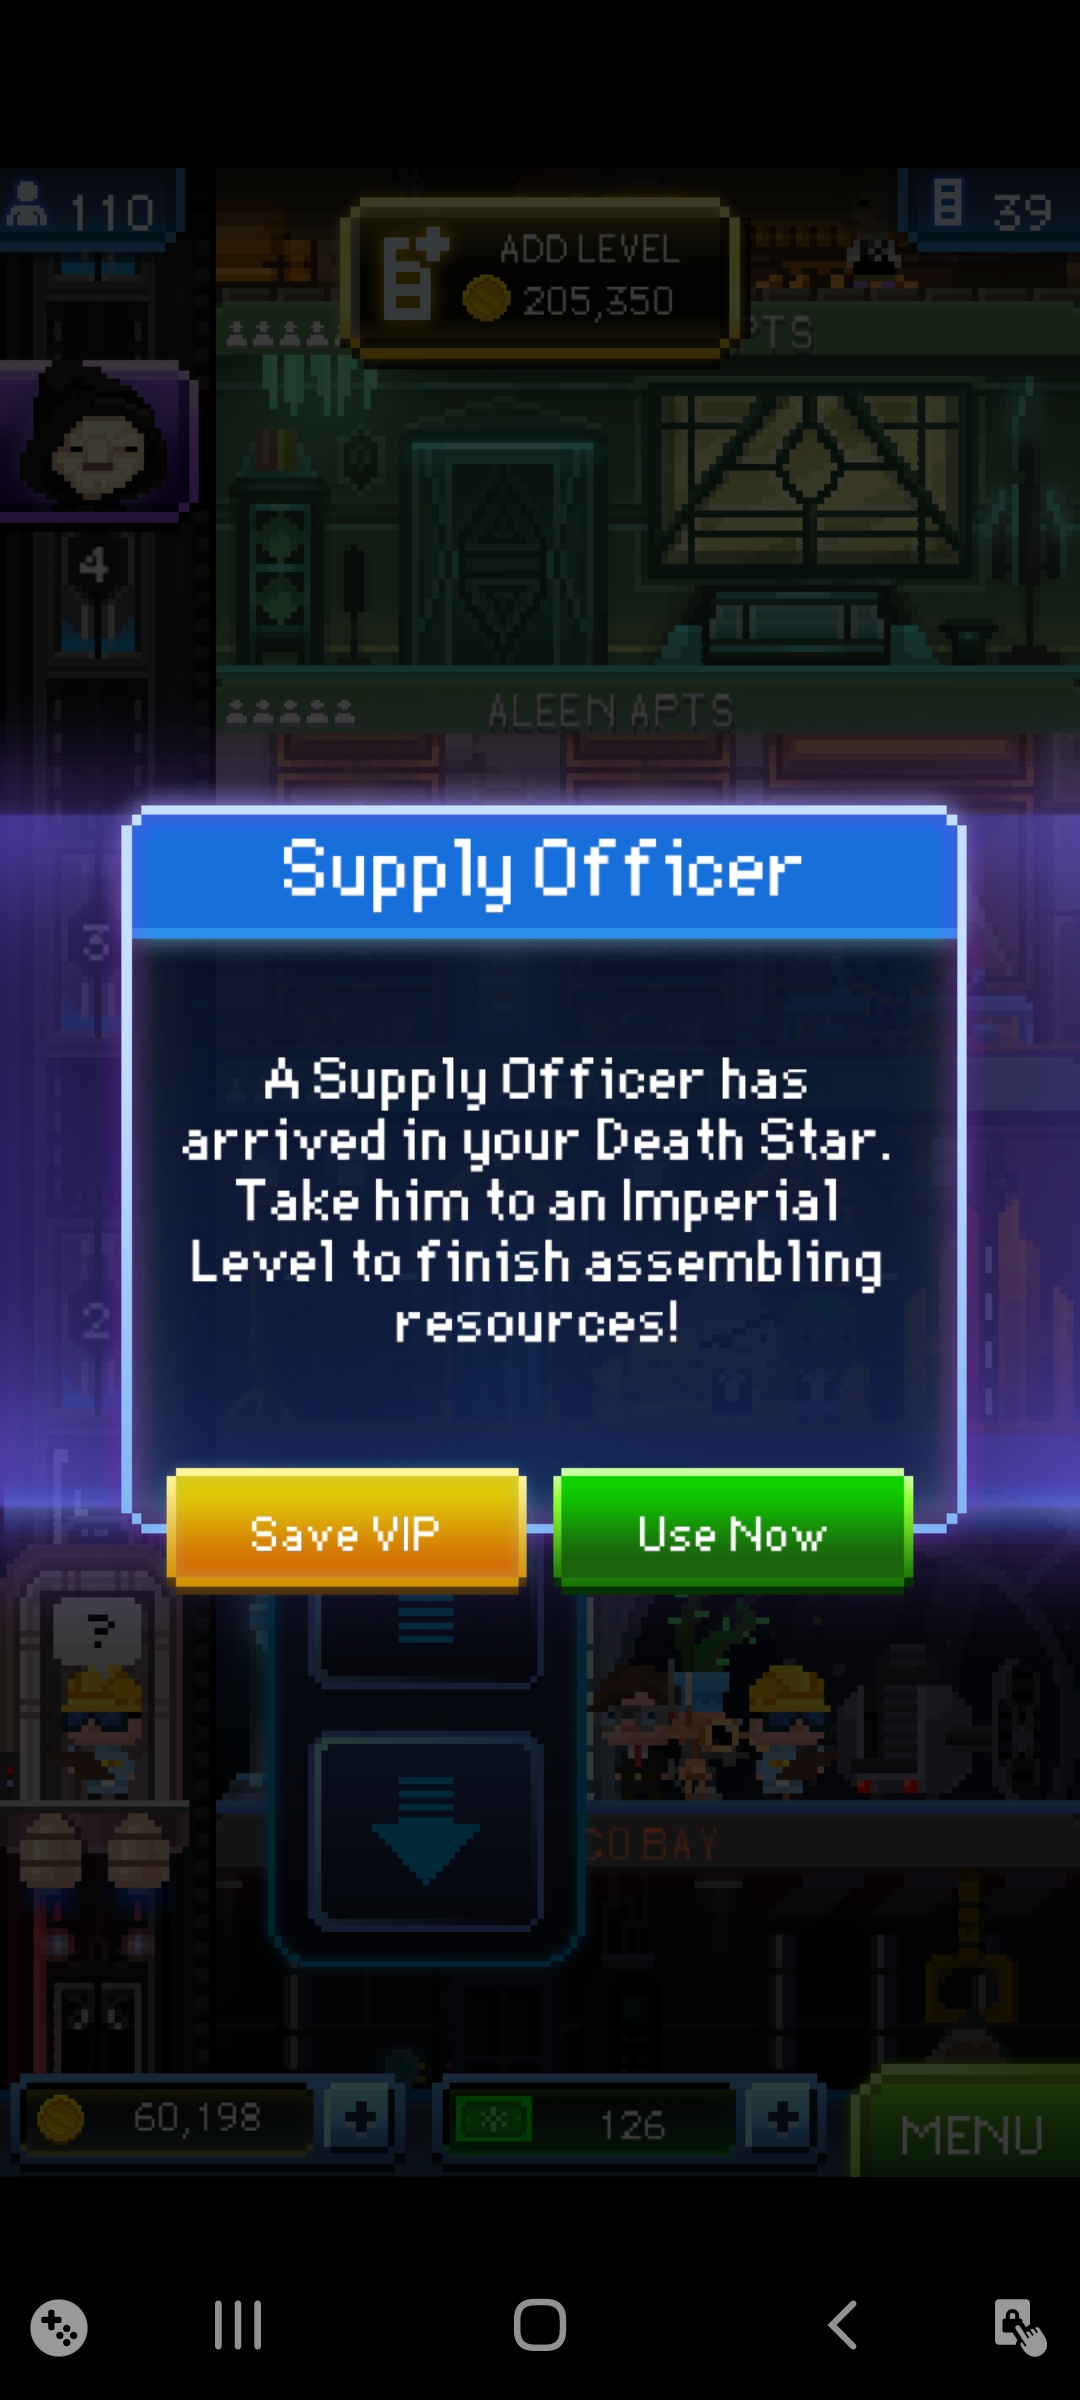 110
ADD LEVEL
205,350
39
PTS
4
ALEEN APTS
Supply Officer
3
A Supply Officer has
arrived in your Death Star.
Take him to an Imperial
Level to finish assembling
resources!
2
Save VIP
Use Now
?
CO BAY
60,198
126
MENU